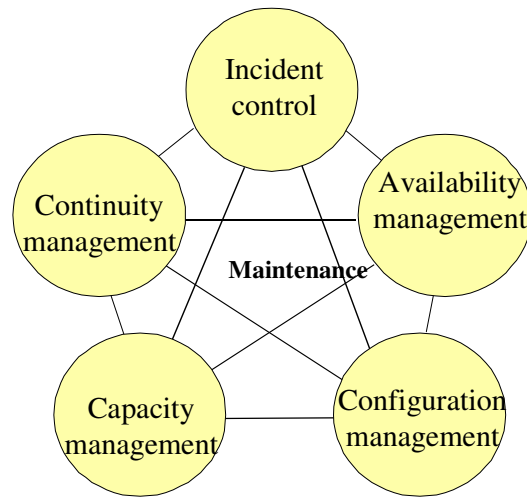 Incident
control
Continuity
management
Availability
management
Maintenance
Capacity
management
Configuration
management